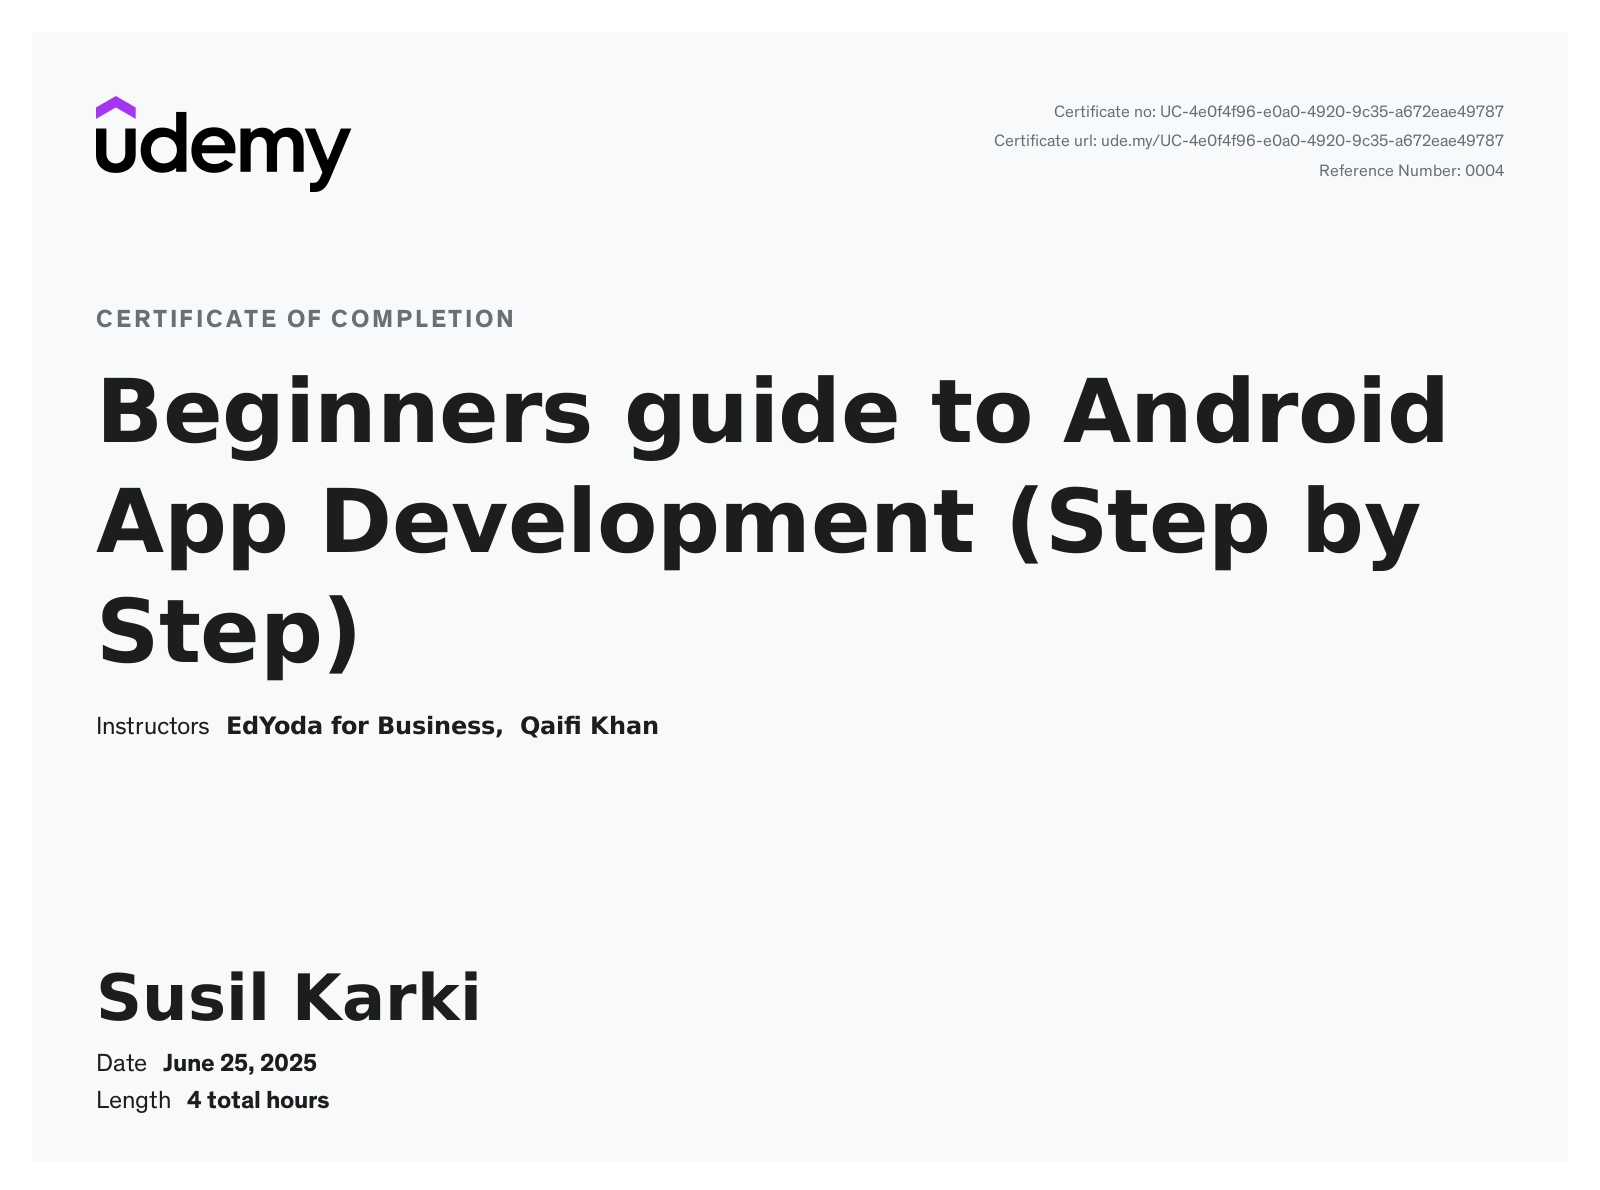 udemy
Certificate no: UC-4e0f4f96-e0a0-4920-9c35-a672eae49787
Certificate url: ude.my/UC-4e0f4f96-e0a0-4920-9c35-a672eae49787
Reference Number: 0004
CERTIFICATE OF COMPLETION
Beginners guide to Android
App Development (Step by
Step)
Instructors EdYoda for Business, Qaifi Khan
Susil Karki
Date June 25, 2025
Length 4 total hours